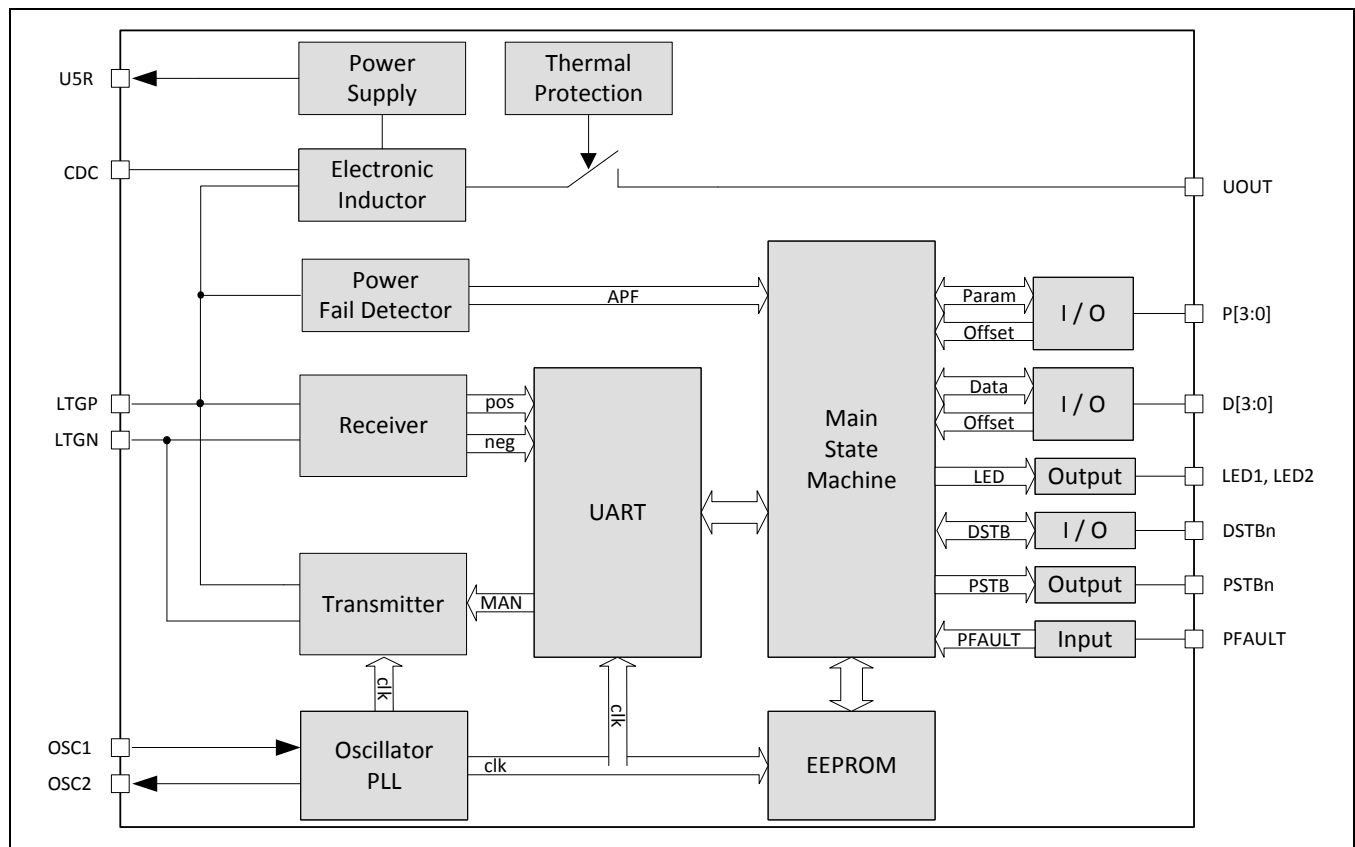 Power
Supply
Thermal
Protection
U5R
CDC
Electronic
Inductor
UOUT
Power
Fail Detector
APF
Param
Offset
I / O
P[3:0]
LTGP
LTGN
Receiver
pos
neg
UART
Main
State
Machine
Data
Offset
I / O
D[3:0]
LED
Output
LED1, LED2
DSTB
I / O
DSTBn
Transmitter
MAN
PSTB
Output
PSTBn
PFAULT
Input
PFAULT
clk
clk
OSC1
OSC2
Oscillator
PLL
clk
EEPROM